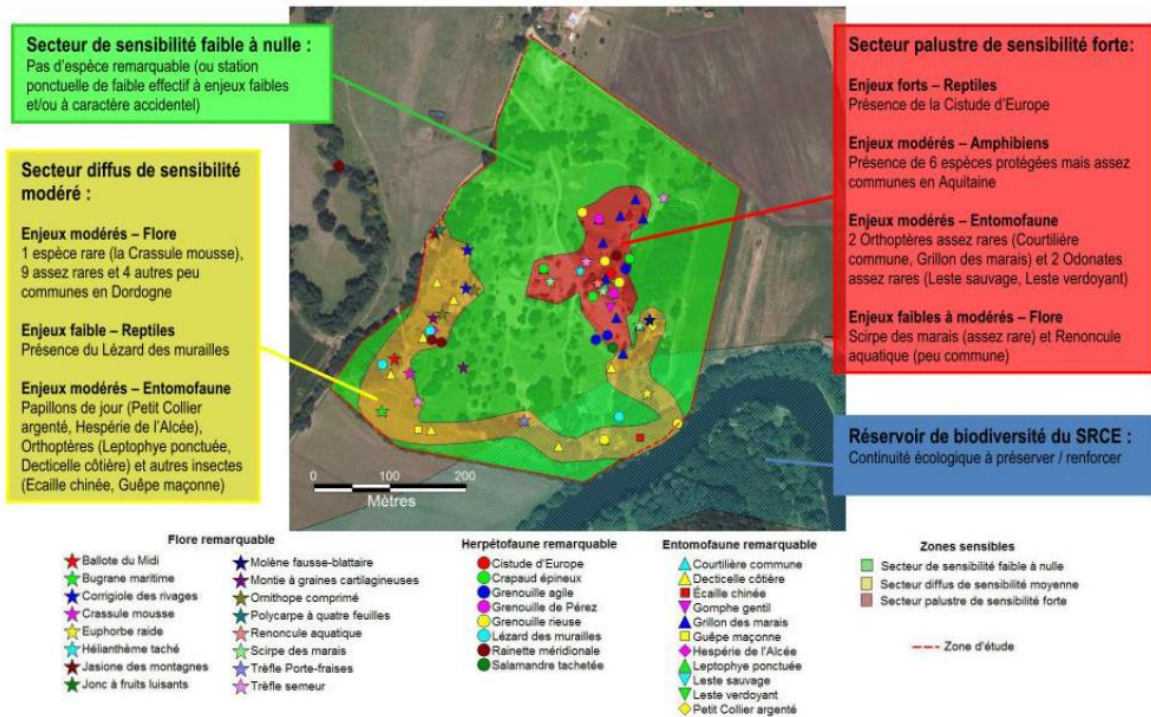 Secteur de sensibilité faible à nulle :
Pas d'espèce remarquable (ou station
ponctuelle de faible effectif à enjeux faibles
et/ou à caractère accidentel)
Secteur diffus de sensibilité
modéré :
Enjeux modérés – Flore
1 espèce rare (la Crassule mousse),
9 assez rares et 4 autres peu
communes en Dordogne
Enjeux faible – Reptiles
Présence du Lézard des murailles
Enjeux modérés – Entomofaune
Papillons de jour (Petit Collier
argenté, Hespérie de l'Alcée),
Orthoptères (Leptophye ponctuée,
Decticelle côtière) et autres insectes
(Ecaille chinée, Guêpe maçonne)
Secteur palustre de sensibilité forte:
Enjeux forts – Reptiles
Présence de la Cistude d'Europe
Enjeux modérés – Amphibiens
Présence de 6 espèces protégées mais assez
communes en Aquitaine
Enjeux modérés – Entomofaune
2 Orthoptères assez rares (Courtilière
commune, Grillon des marais) et 2 Odonates
assez rares (Leste sauvage, Leste verdoyant)
Enjeux faibles à modérés – Flore
Scirpe des marais (assez rare) et Renoncule
aquatique (peu commune)
Réservoir de biodiversité du SRCE :
Continuité écologique à préserver / renforcer
0 100 200
Mètres
Flore remarquable
Ballote du Midi
Bugrane maritime
Corrigiole des rivages
Crassule mousse
Euphorbe raide
Hélianthème taché
Jasione des montagnes
Jonc à fruits luisants
Molène fausse-blattaire
Montie à graines cartilagineuses
Ornithope comprimé
Polycarpe à quatre feuilles
Renoncule aquatique
Scirpe des marais
Trèfle Porte-fraises
Trèfle semeur
Herpétofaune remarquable
Cistude d'Europe
Crapaud épineux
Grenouille agile
Grenouille de Pérez
Grenouille rieuse
Lézard des murailles
Rainette méridionale
Salamandre tachetée
Entomofaune remarquable
Courtilière commune
Decticelle côtière
Écaille chinée
Gomphe gentil
Grillon des marais
Guêpe maçonne
Hespérie de l'Alcée
Leptophye ponctuée
Leste sauvage
Leste verdoyant
Petit Collier argenté
Zones sensibles
Secteur de sensibilité faible à nulle
Secteur diffus de sensibilité moyenne
Secteur palustre de sensibilité forte
Zone d'étude